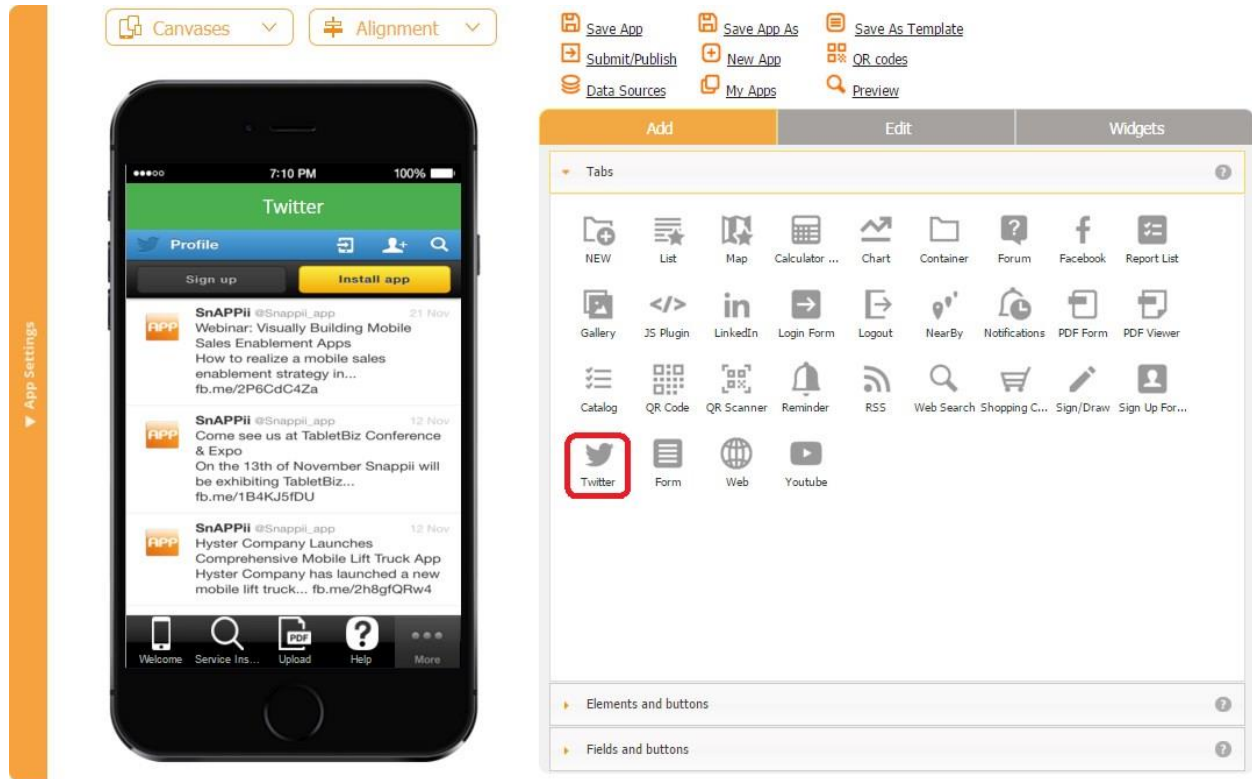 Canvases
Alignment
Save App
Save App As
Save As Template
Submit/Publish
New App
QR codes
Data Sources
My Apps
Preview
▼ App Settings
7:10 PM
100%
Twitter
Profile
Sign up
Install app
SnAPPii @Snappii_app 21 Nov
APP
Webinar: Visually Building Mobile
Sales Enablement Apps
How to realize a mobile sales
enablement strategy in...
fb.me/2P6CdC4Za
SnAPPii @Snappii_app 12 Nov
APP
Come see us at TabletBiz Conference
& Expo
On the 13th of November Snappii will
be exhibiting TabletBiz...
fb.me/1B4KJ5fDU
SnAPPii @Snappii_app 12 Nov
APP
Hyster Company Launches
Comprehensive Mobile Lift Truck App
Hyster Company has launched a new
mobile lift truck... fb.me/2h8gfQRw4
PDF
?
Welcome
Service Ins...
Upload
Help
More
Add
Edit
Widgets
Tabs
?
NEW
List
Map
Calculator ...
Chart
Container
Forum
Facebook
Report List
Gallery
JS Plugin
LinkedIn
Login Form
Logout
NearBy
Notifications
PDF Form
PDF Viewer
Catalog
QR Code
QR Scanner
Reminder
RSS
Web Search
Shopping C...
Sign/Draw
Sign Up For...
Twitter
Form
Web
Youtube
Elements and buttons
?
Fields and buttons
?